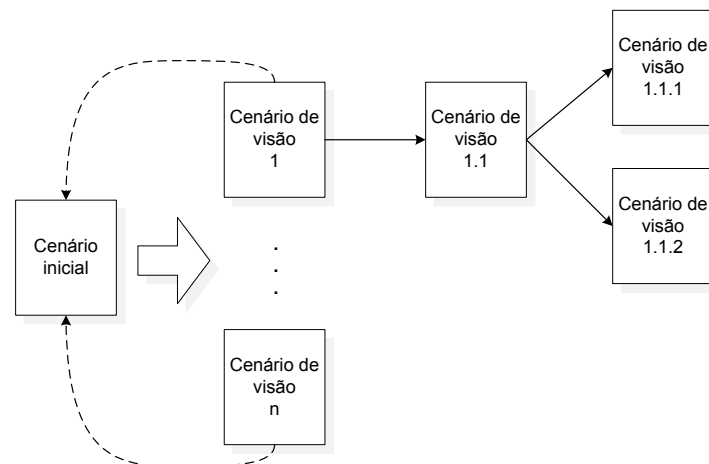 Cenário
inicial
Cenário de
visão
1
.
.
.
Cenário de
visão
n
Cenário de
visão
1.1
Cenário de
visão
1.1.1
Cenário de
visão
1.1.2